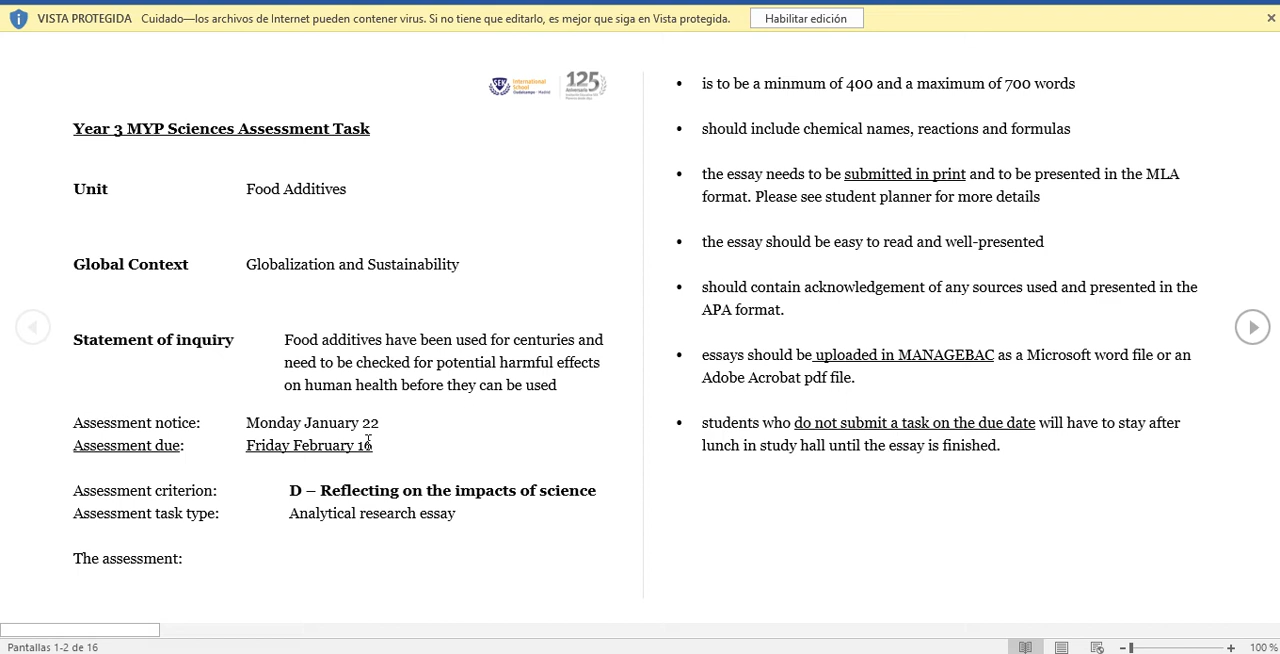 VISTA PROTEGIDA Cuidado—los archivos de Internet pueden contener virus. Si no tiene que editarlo, es mejor que siga en Vista protegida. Habilitar edición
SEK International School
125
Aniversario
Year 3 MYP Sciences Assessment Task
Unit Food Additives
Global Context Globalization and Sustainability
Statement of inquiry Food additives have been used for centuries and
need to be checked for potential harmful effects
on human health before they can be used
Assessment notice: Monday January 22
Assessment due: Friday February 16
Assessment criterion: D – Reflecting on the impacts of science
Assessment task type: Analytical research essay
The assessment:
• is to be a minmum of 400 and a maximum of 700 words
• should include chemical names, reactions and formulas
• the essay needs to be submitted in print and to be presented in the MLA
format. Please see student planner for more details
• the essay should be easy to read and well-presented
• should contain acknowledgement of any sources used and presented in the
APA format.
• essays should be uploaded in MANAGEBAC as a Microsoft word file or an
Adobe Acrobat pdf file.
• students who do not submit a task on the due date will have to stay after
lunch in study hall until the essay is finished.
Pantallas 1-2 de 16
100 %